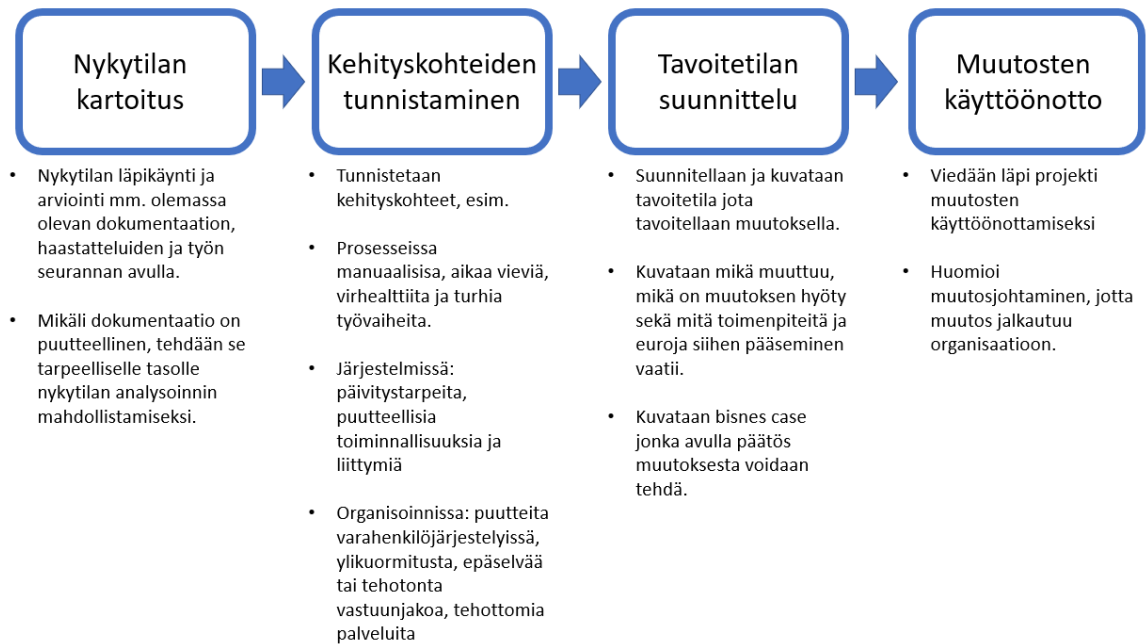 Nykytilan
kartoitus
Kehityskohteiden
tunnistaminen
Tavoitetilan
suunnittelu
Muutosten
käyttöönotto
• Nykytilan läpikäynti ja
arviointi mm. olemassa
olevan dokumentaation,
haastatteluiden ja työn
seurannan avulla.
• Mikäli dokumentaatio on
puutteellinen, tehdään se
tarpeelliselle tasolle
nykytilan analysoinnin
mahdollistamiseksi.
• Tunnistetaan
kehityskohteet, esim.
• Prosesseissa
manuaalisisa, aikaa vieviä,
virhealttiita ja turhia
työvaiheita.
• Järjestelmissä:
päivitystarpeita,
puutteellisia
toiminnallisuuksia ja
liittymiä
• Organisoinnissa: puutteita
varahenkilöjärjestelyissä,
ylikuormitusta, epäselvää
tai tehotonta
vastuunjakoa, tehottomia
palveluita
• Suunnitellaan ja kuvataan
tavoitetila jota
tavoitellaan muutoksella.
• Kuvataan mikä muuttuu,
mikä on muutoksen hyöty
sekä mitä toimenpiteitä ja
euroja siihen pääseminen
vaatii.
• Kuvataan bisnes case
jonka avulla päätös
muutoksesta voidaan
tehdä.
• Viedään läpi projekti
muutosten
käyttöönottamiseksi
• Huomioi
muutosjohtaminen, jotta
muutos jalkautuu
organisaatioon.